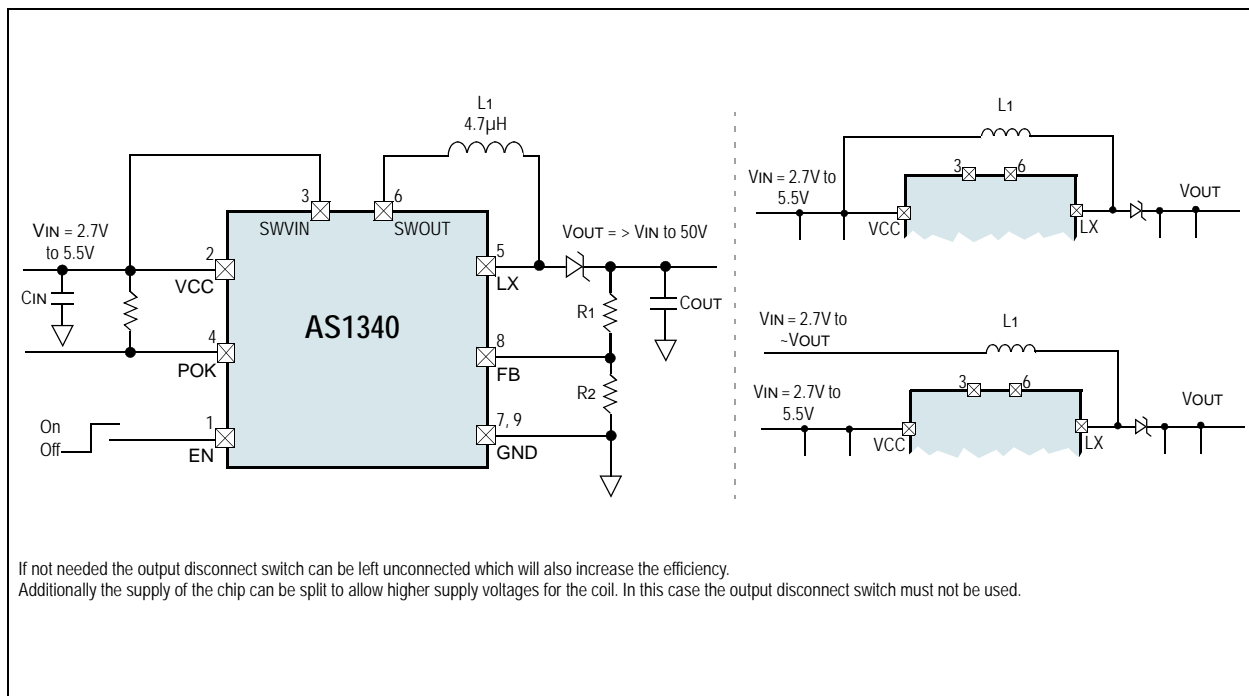 L1
4.7µH
3
6
SWVIN
SWOUT
VIN = 2.7V
to 5.5V
2
VCC
5
LX
VOUT = > VIN to 50V
CIN
AS1340
R1
COUT
4
POK
8
FB
R2
On
Off
1
EN
7, 9
GND
L1
3
6
VIN = 2.7V to
5.5V
VOUT
VCC
LX
VIN = 2.7V to
~VOUT
L1
3
6
VIN = 2.7V to
5.5V
VOUT
VCC
LX
If not needed the output disconnect switch can be left unconnected which will also increase the efficiency.
Additionally the supply of the chip can be split to allow higher supply voltages for the coil. In this case the output disconnect switch must not be used.